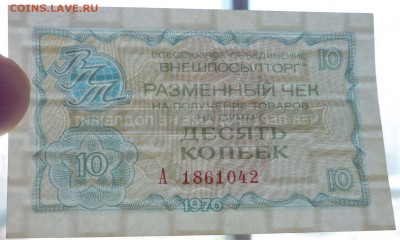 COINS.LAVE.RU
ВПТ
ВСЕСОЮЗНОЕ ОБЪЕДИНЕНИЕ
ВНЕШПОСЫЛТОРГ
10
РАЗМЕННЫЙ ЧЕК
НА ПОЛУЧЕНИЕ ТОВАРОВ
НА СУММУ
ДЕСЯТЬ
КОПЕЕК
10
А 1861042
10
1976